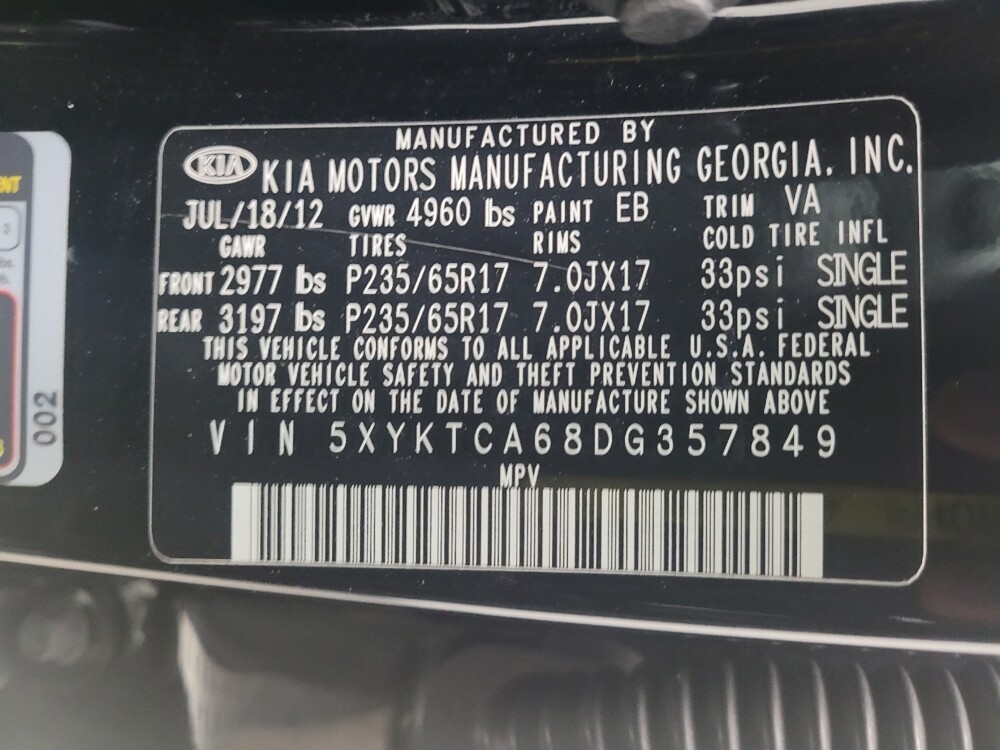 MANUFACTURED BY
KIA KIA MOTORS MANUFACTURING GEORGIA, INC.
JUL/18/12 GVWR 4960 lbs PAINT EB TRIM VA
GAWR TIRES RIMS COLD TIRE INFL
FRONT 2977 lbs P235/65R17 7.0JX17 33psi SINGLE
REAR 3197 lbs P235/65R17 7.0JX17 33psi SINGLE
THIS VEHICLE CONFORMS TO ALL APPLICABLE U.S.A. FEDERAL
MOTOR VEHICLE SAFETY AND THEFT PREVENTION STANDARDS
IN EFFECT ON THE DATE OF MANUFACTURE SHOWN ABOVE
VIN 5XYKTCA68DG357849
MPV
002